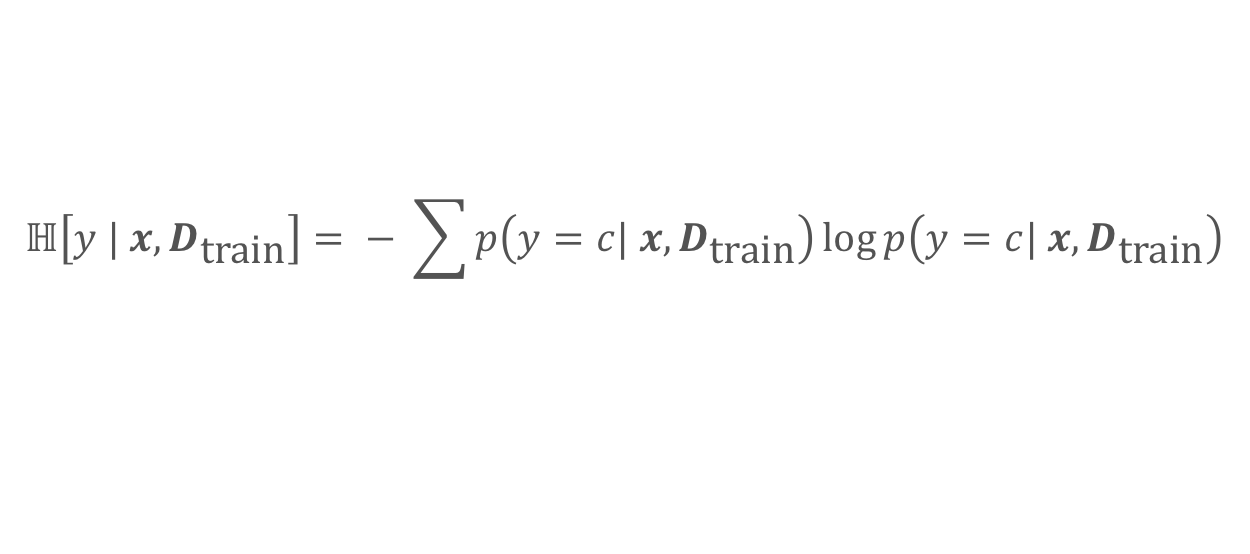 ℍ[y | x, D_train] = − ∑ p(y = c| x, D_train) log p(y = c| x, D_train)